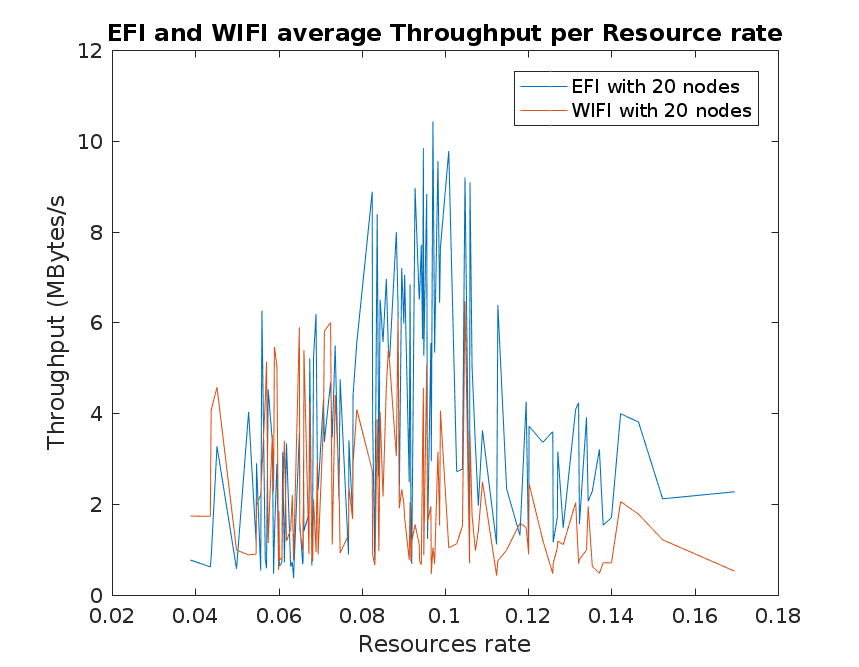 EFI and WIFI average Throughput per Resource rate
12
10
8
6
4
2
0
Throughput (MBytes/s
EFI with 20 nodes
WIFI with 20 nodes
0.02 0.04 0.06 0.08 0.1 0.12 0.14 0.16 0.18
Resources rate